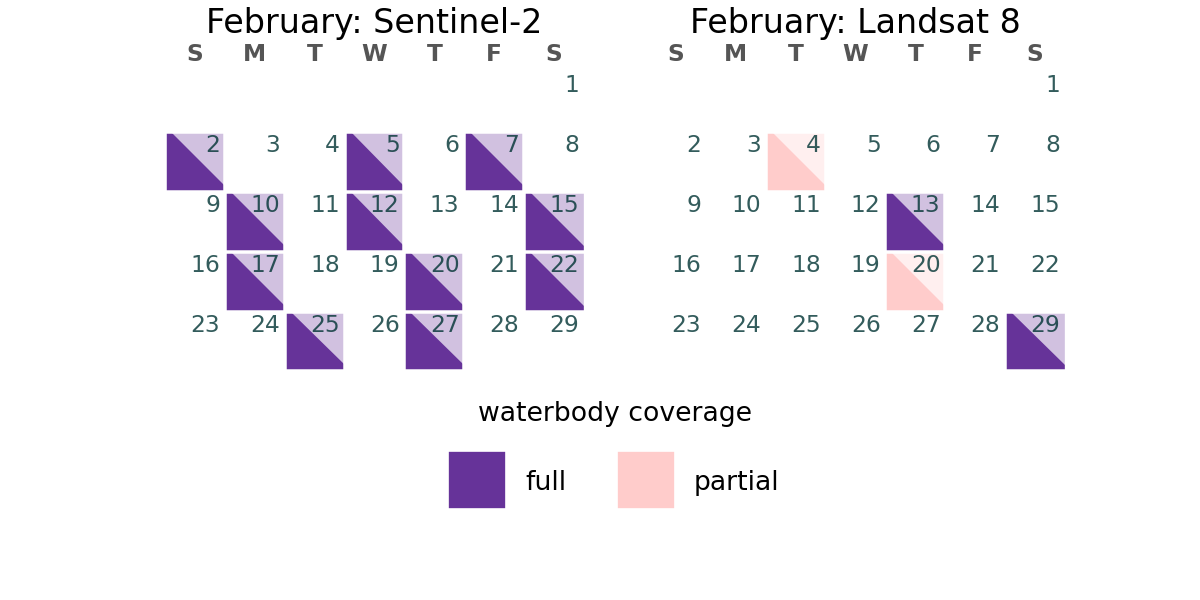 February: Sentinel-2
S M T W T F S
1
2 3 4 5 6 7 8
9 10 11 12 13 14 15
16 17 18 19 20 21 22
23 24 25 26 27 28 29
February: Landsat 8
S M T W T F S
1
2 3 4 5 6 7 8
9 10 11 12 13 14 15
16 17 18 19 20 21 22
23 24 25 26 27 28 29
waterbody coverage
full partial